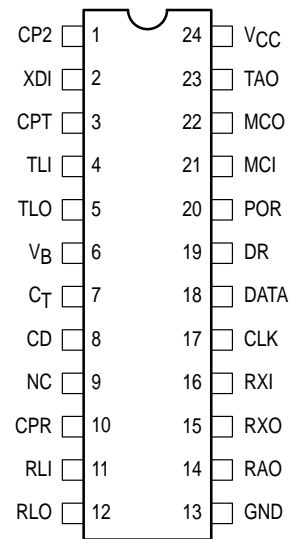 CP2 1 24 VCC
XDI 2 23 TAO
CPT 3 22 MCO
TLI 4 21 MCI
TLO 5 20 POR
VB 6 19 DR
CT 7 18 DATA
CD 8 17 CLK
NC 9 16 RXI
CPR 10 15 RXO
RLI 11 14 RAO
RLO 12 13 GND